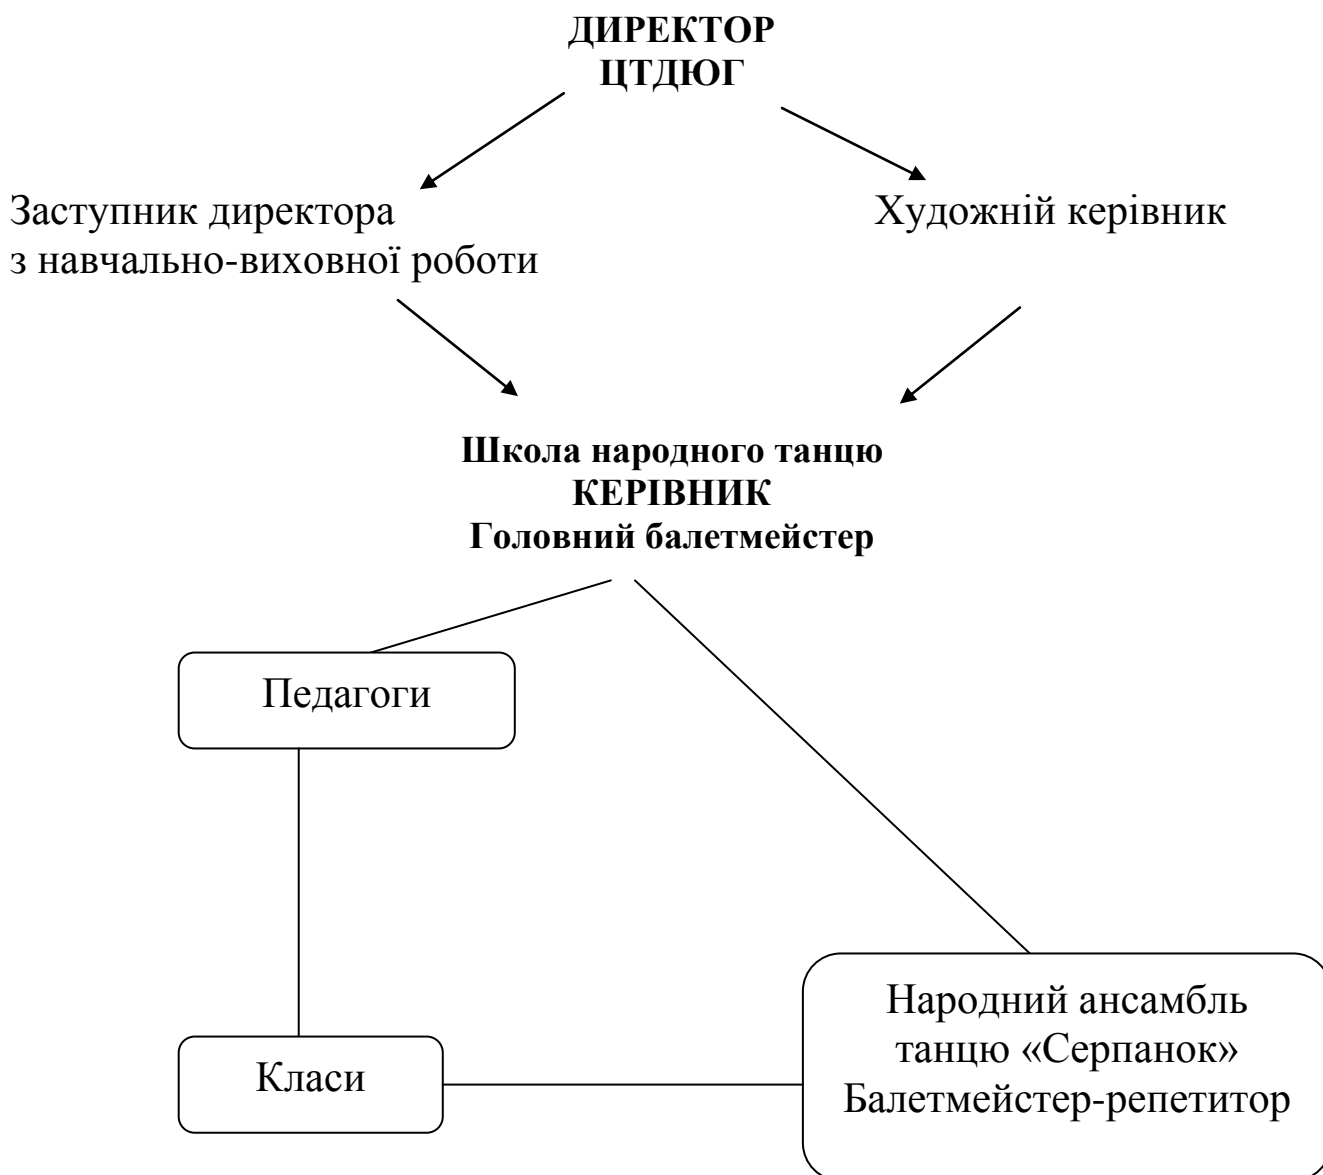 ДИРЕКТОР
ЦТДЮГ
Заступник директора
з навчально-виховної роботи
Художній керівник
Школа народного танцю
КЕРІВНИК
Головний балетмейстер
Педагоги
Класи
Народний ансамбль
танцю «Серпанок»
Балетмейстер-репетитор